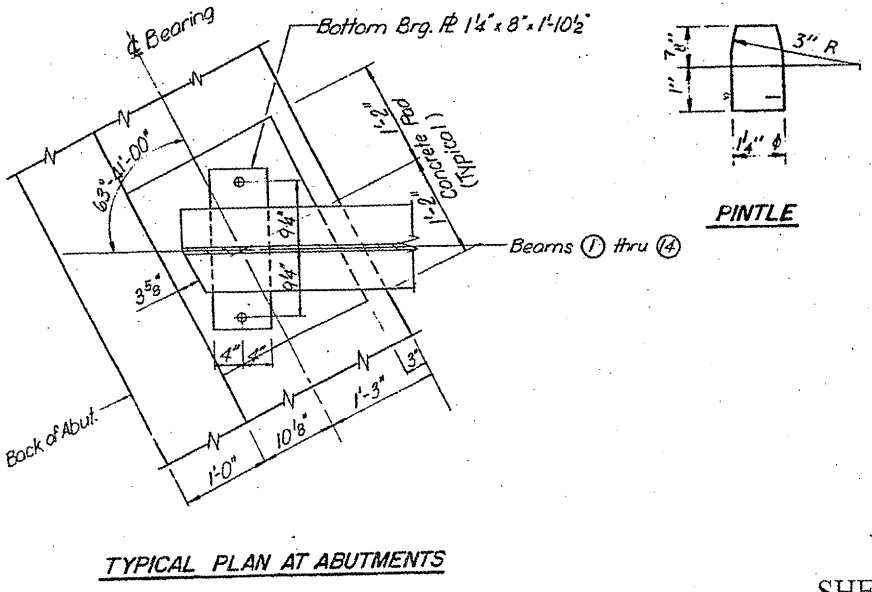 ℄ Bearing
Bottom Brg. ℙ 1¼" x 8" x 1'-10½"
63°-41'-00"
1'-2"
Concrete Pad
(Typical)
1'-2"
9¼"
9¼"
Beams ① thru ⑭
3⅝"
4" 4"
3"
1'-3"
10⅛"
1'-0"
Back of Abut.
TYPICAL PLAN AT ABUTMENTS
1"
3" R
1¼" ϕ
PINTLE
SHE